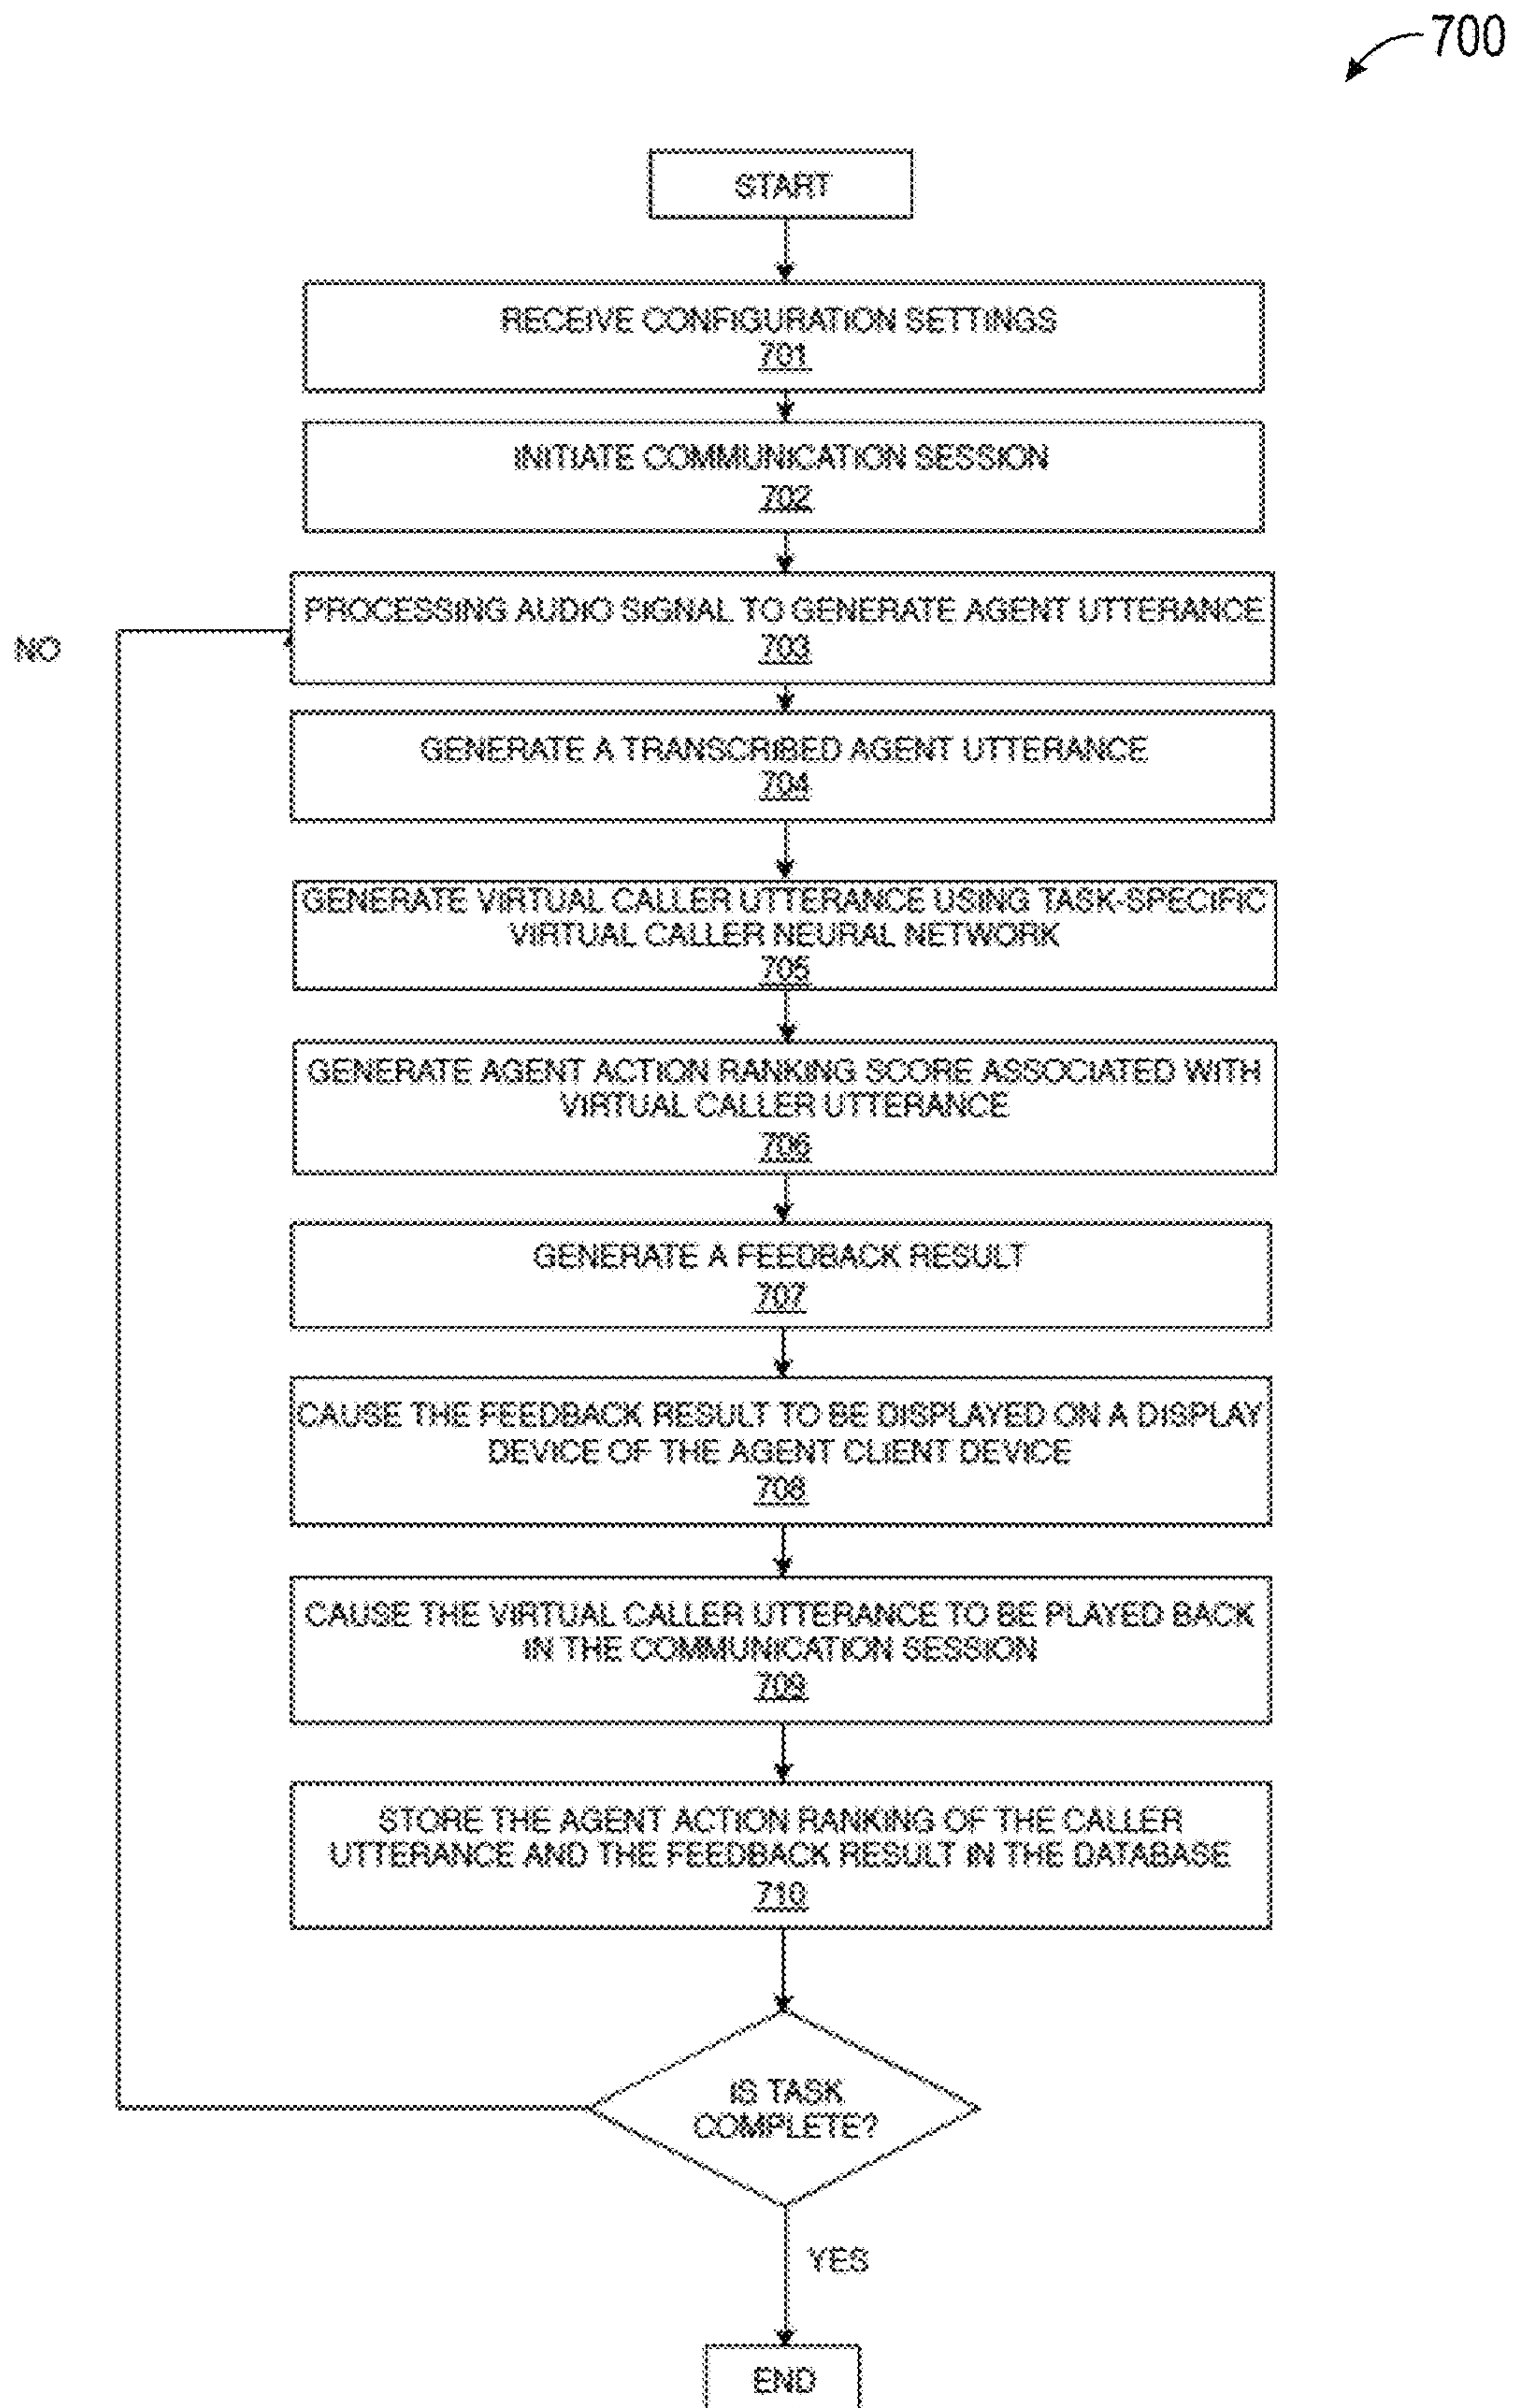 700
START
RECEIVE CONFIGURATION SETTINGS
701
INITIATE COMMUNICATION SESSION
702
PROCESSING AUDIO SIGNAL TO GENERATE AGENT UTTERANCE
703
NO
GENERATE A TRANSCRIBED AGENT UTTERANCE
704
GENERATE VIRTUAL CALLER UTTERANCE USING TASK-SPECIFIC
VIRTUAL CALLER NEURAL NETWORK
705
GENERATE AGENT ACTION RANKING SCORE ASSOCIATED WITH
VIRTUAL CALLER UTTERANCE
706
GENERATE A FEEDBACK RESULT
707
CAUSE THE FEEDBACK RESULT TO BE DISPLAYED ON A DISPLAY
DEVICE OF THE AGENT CLIENT DEVICE
708
CAUSE THE VIRTUAL CALLER UTTERANCE TO BE PLAYED BACK
IN THE COMMUNICATION SESSION
709
STORE THE AGENT ACTION RANKING OF THE CALLER
UTTERANCE AND THE FEEDBACK RESULT IN THE DATABASE
710
IS TASK
COMPLETE?
YES
END